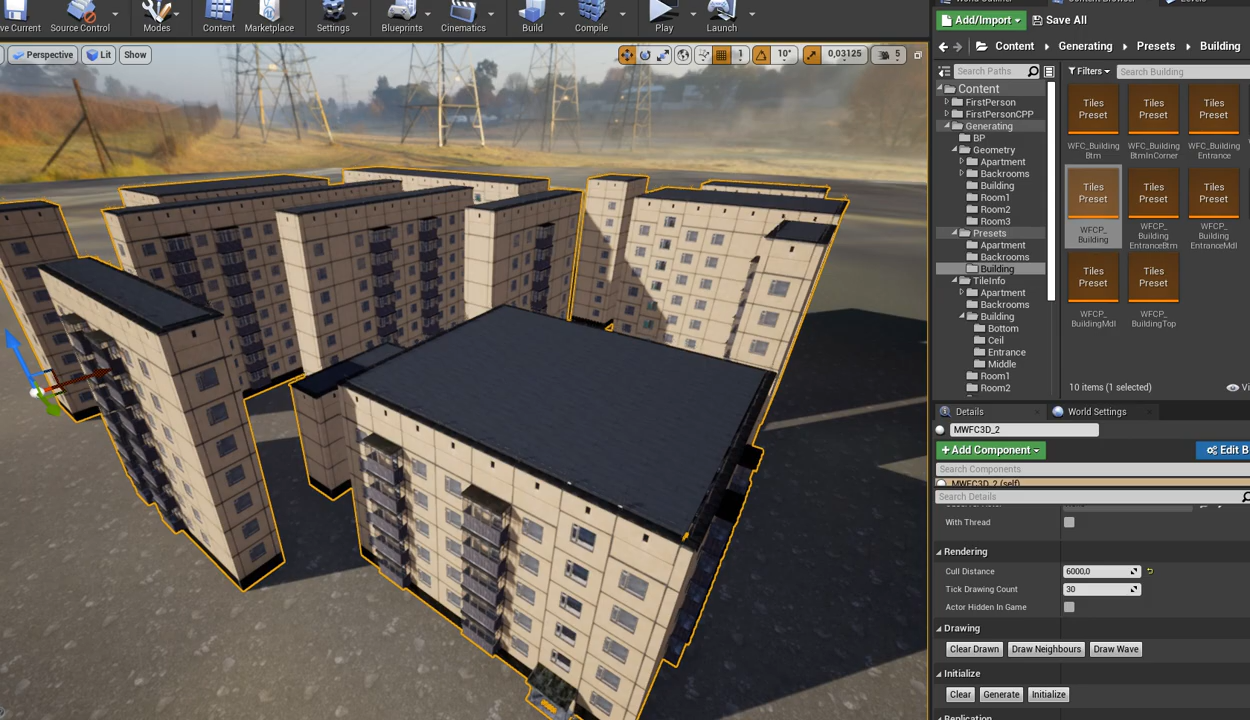 ve Current
Source Control
Modes
Content
Marketplace
Settings
Blueprints
Cinematics
Build
Compile
Play
Launch
Perspective
Lit
Show
1
10°
0,03125
5
Add/Import
Save All
Content
Generating
Presets
Building
Search Paths
Filters
Search Building
Content
FirstPerson
FirstPersonCPP
Generating
BP
Geometry
Apartment
Backrooms
Building
Room1
Room2
Room3
Presets
Apartment
Backrooms
Building
TileInfo
Apartment
Backrooms
Building
Bottom
Ceil
Entrance
Middle
Room1
Room2
Tiles
Preset
Tiles
Preset
Tiles
Preset
WFC_Building
Btm
WFC_Building
BtmInCorner
WFC_Building
Entrance
Tiles
Preset
Tiles
Preset
Tiles
Preset
WFCP_
Building
WFCP_
Building
EntranceBtm
WFCP_
Building
EntranceMdl
Tiles
Preset
Tiles
Preset
WFCP_
BuildingMdl
WFCP_
BuildingTop
10 items (1 selected)
Vi
Details
World Settings
MWFC3D_2
Add Component
Edit B
Search Components
MWFC3D_2 (self)
Search Details
With Thread
Rendering
Cull Distance
6000,0
Tick Drawing Count
30
Actor Hidden In Game
Drawing
Clear Drawn
Draw Neighbours
Draw Wave
Initialize
Clear
Generate
Initialize
Replication